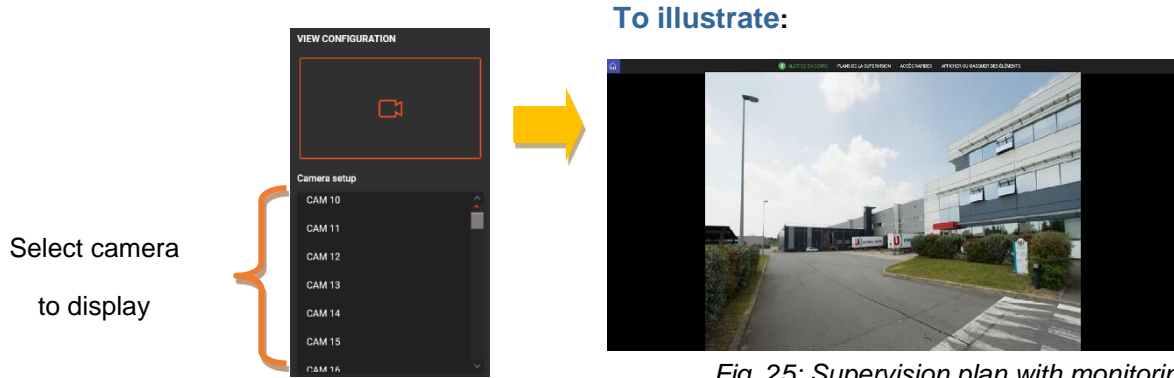 To illustrate:
VIEW CONFIGURATION
ALERTES EN COURS PLANS DE LA SUPERVISION ACCÈS RAPIDES AFFICHER OU MASQUER DES ÉLÉMENTS
Camera setup
CAM 10
CAM 11
CAM 12
CAM 13
CAM 14
CAM 15
CAM 16
Select camera
to display
Fig. 25: Supervision plan with monitorin